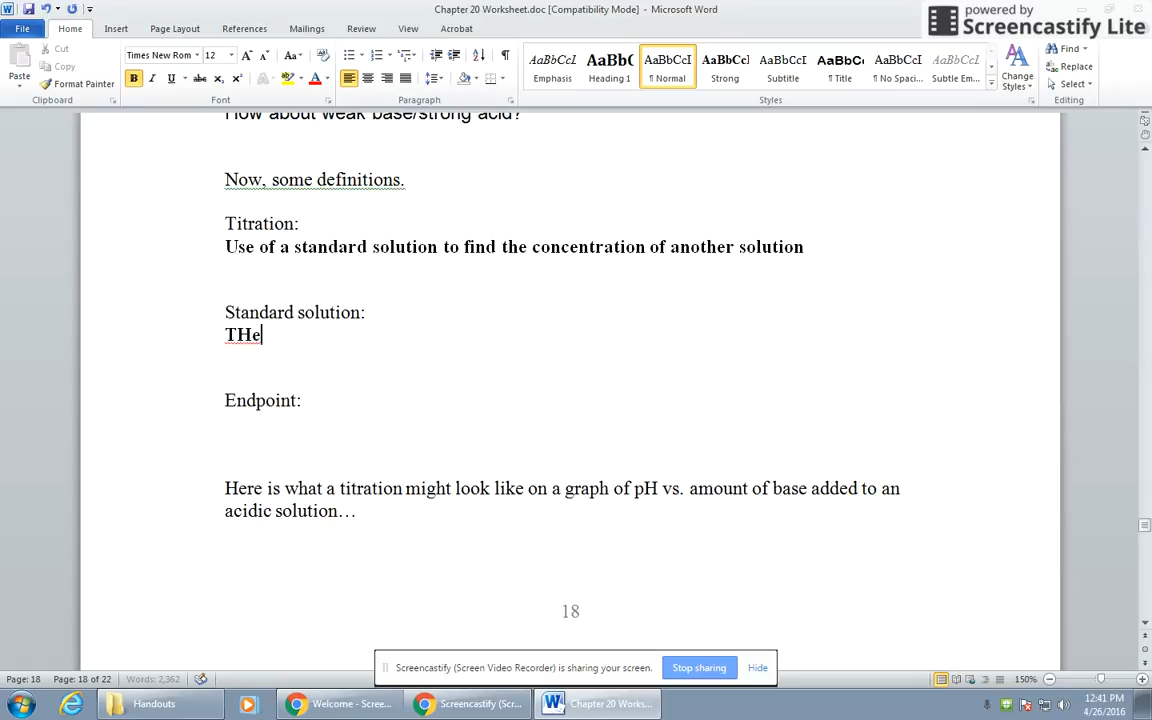 Chapter 20 Worksheet.doc [Compatibility Mode] - Microsoft Word
powered by
Screencastify Lite
File Home Insert Page Layout References Mailings Review View Acrobat
Cut
Copy
Format Painter
Paste
Clipboard
Times New Rom 12
Font
Paragraph
AaBbCcI AaBb( AaBbCcI AaBbCcI AaBbCcI AaBbC AaBbCcI AaBbCcI
Emphasis Heading 1 ¶ Normal Strong Subtitle ¶ Title ¶ No Spaci... Subtle Em...
Styles
Change Styles
Find
Replace
Select
Editing
How about weak base/strong acid?
Now, some definitions.
Titration:
Use of a standard solution to find the concentration of another solution
Standard solution:
THe
Endpoint:
Here is what a titration might look like on a graph of pH vs. amount of base added to an
acidic solution…
18
Screencastify (Screen Video Recorder) is sharing your screen. Stop sharing Hide
Page: 18 Page: 18 of 22 Words: 2,362 150%
Handouts Welcome - Scree... Screencastify (Scr... Chapter 20 Works...
12:41 PM
4/26/2016